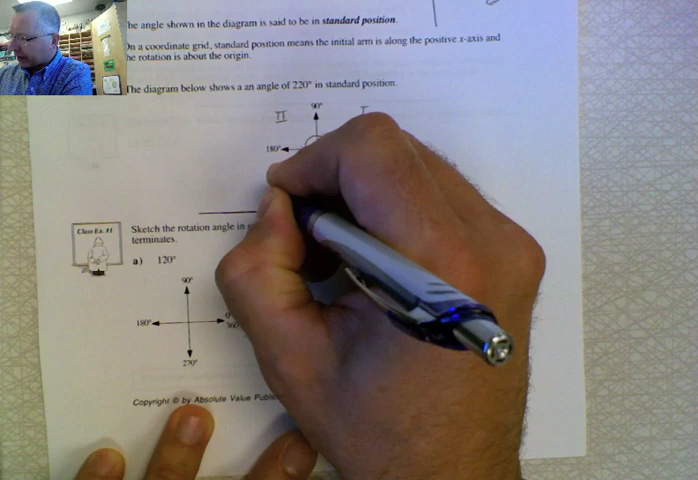 he angle shown in the diagram is said to be in standard position.
On a coordinate grid, standard position means the initial arm is along the positive x-axis and
he rotation is about the origin.
The diagram below shows a an angle of 220° in standard position.
90°
II I
180°
Class Ex. #1
Sketch the rotation angle in s
terminates.
a) 120°
90°
180°
0
360
270°
Copyright © by Absolute Value Public